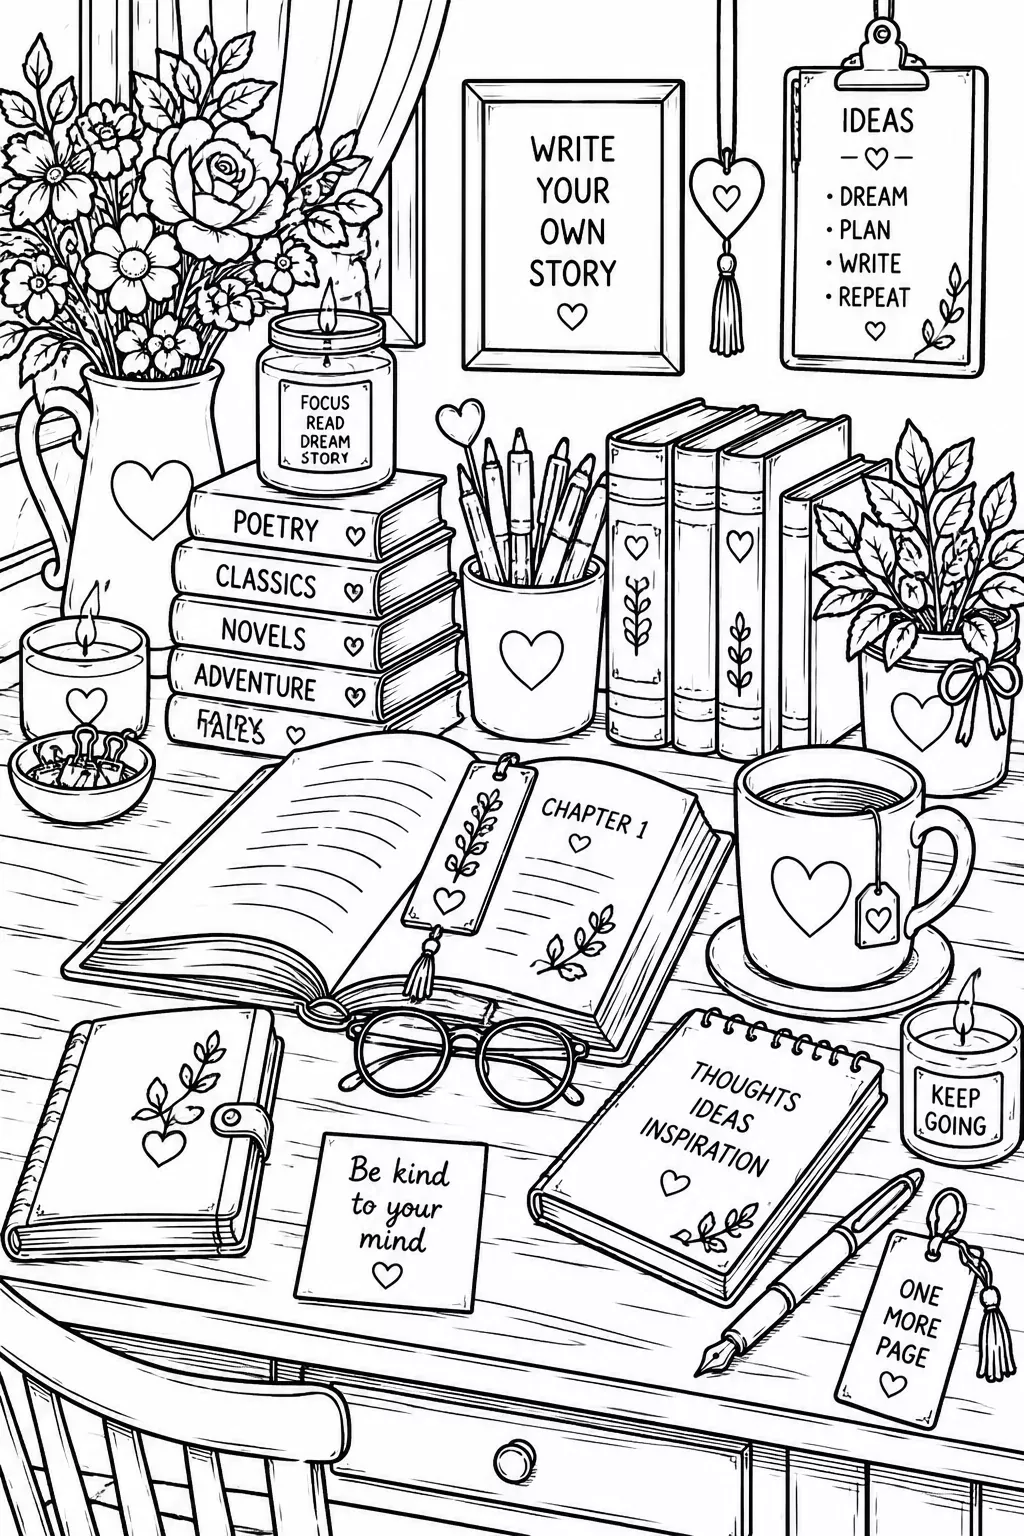 WRITE
YOUR
OWN
STORY
IDEAS
• DREAM
• PLAN
• WRITE
• REPEAT
FOCUS
READ
DREAM
STORY
POETRY
CLASSICS
NOVELS
ADVENTURE
CHAPTER 1
THOUGHTS
IDEAS
INSPIRATION
KEEP
GOING
Be kind
to your
mind
ONE
MORE
PAGE